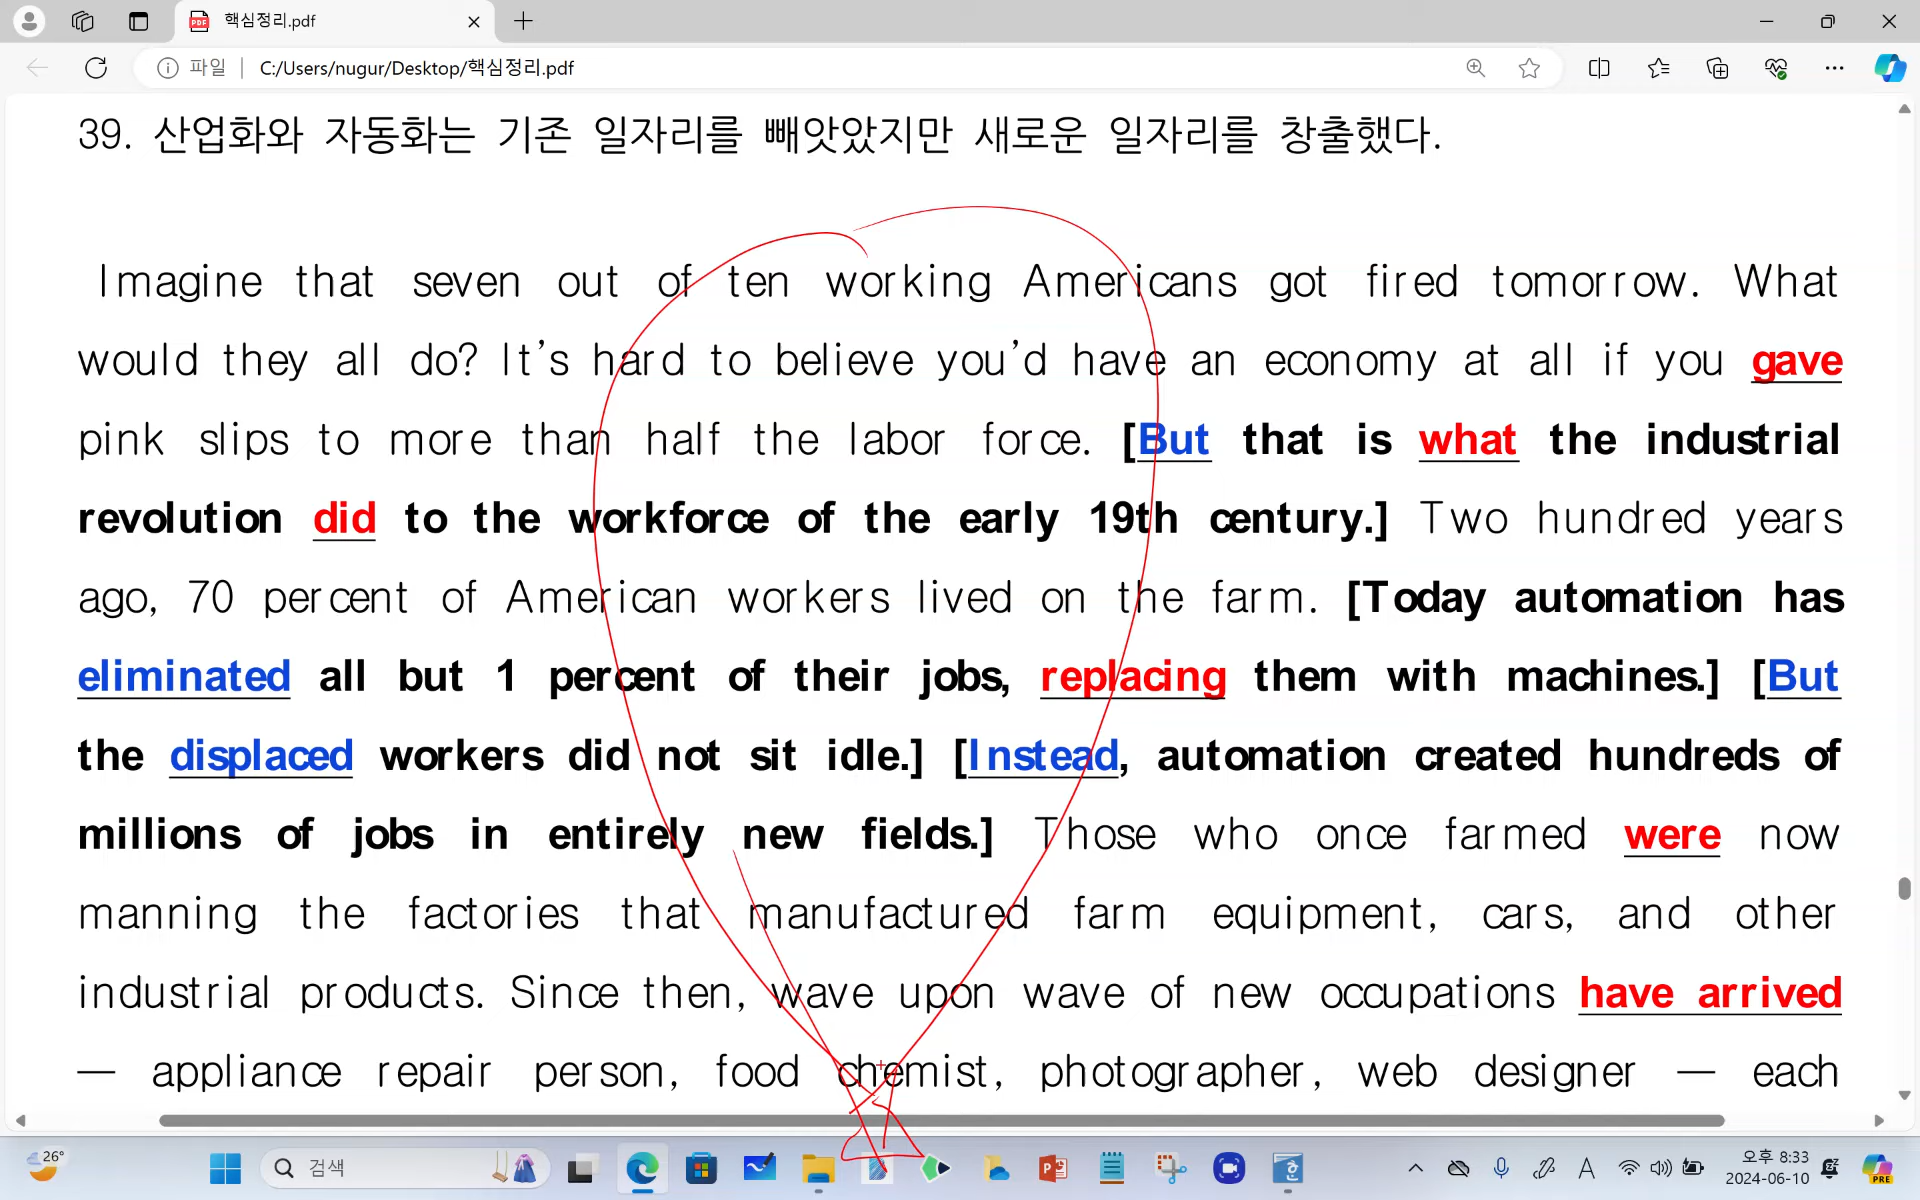 핵심정리.pdf
파일 | C:/Users/nugur/Desktop/핵심정리.pdf
39. 산업화와 자동화는 기존 일자리를 빼앗았지만 새로운 일자리를 창출했다.
Imagine that seven out of ten working Americans got fired tomorrow. What
would they all do? It's hard to believe you'd have an economy at all if you gave
pink slips to more than half the labor force. [But that is what the industrial
revolution did to the workforce of the early 19th century.] Two hundred years
ago, 70 percent of American workers lived on the farm. [Today automation has
eliminated all but 1 percent of their jobs, replacing them with machines.] [But
the displaced workers did not sit idle.] [Instead, automation created hundreds of
millions of jobs in entirely new fields.] Those who once farmed were now
manning the factories that manufactured farm equipment, cars, and other
industrial products. Since then, wave upon wave of new occupations have arrived
— appliance repair person, food chemist, photographer, web designer — each
26°
검색
A
오후 8:33
2024-06-10
PRE